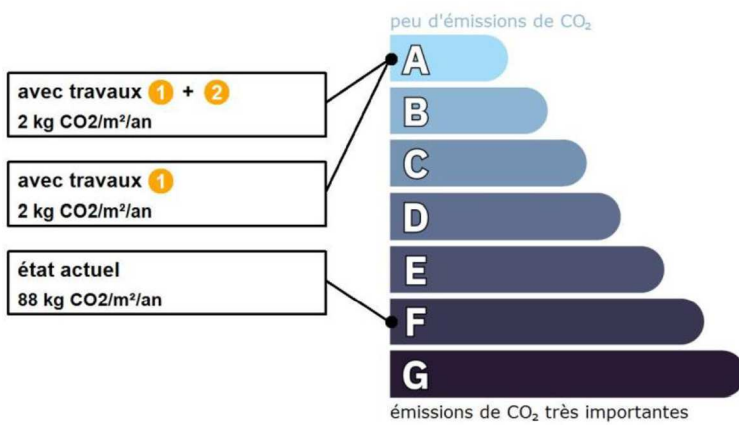 peu d'émissions de CO₂
A
avec travaux 1 + 2
2 kg CO2/m²/an
B
C
avec travaux 1
2 kg CO2/m²/an
D
E
état actuel
88 kg CO2/m²/an
F
G
émissions de CO₂ très importantes